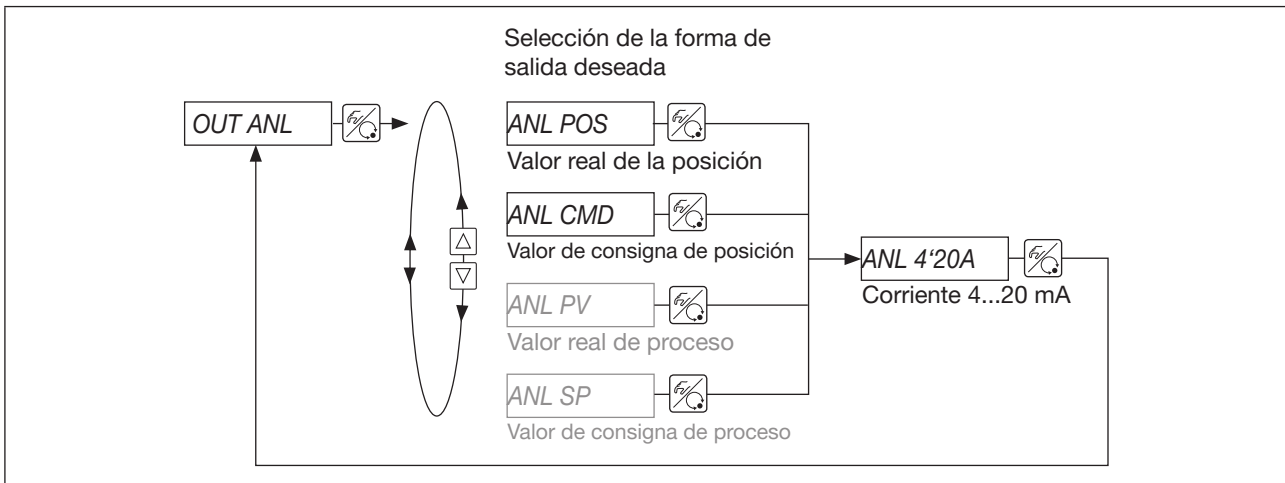 Selección de la forma de
salida deseada
OUT ANL
ANL POS
Valor real de la posición
ANL CMD
Valor de consigna de posición
ANL PV
Valor real de proceso
ANL SP
Valor de consigna de proceso
ANL 4‘20A
Corriente 4...20 mA